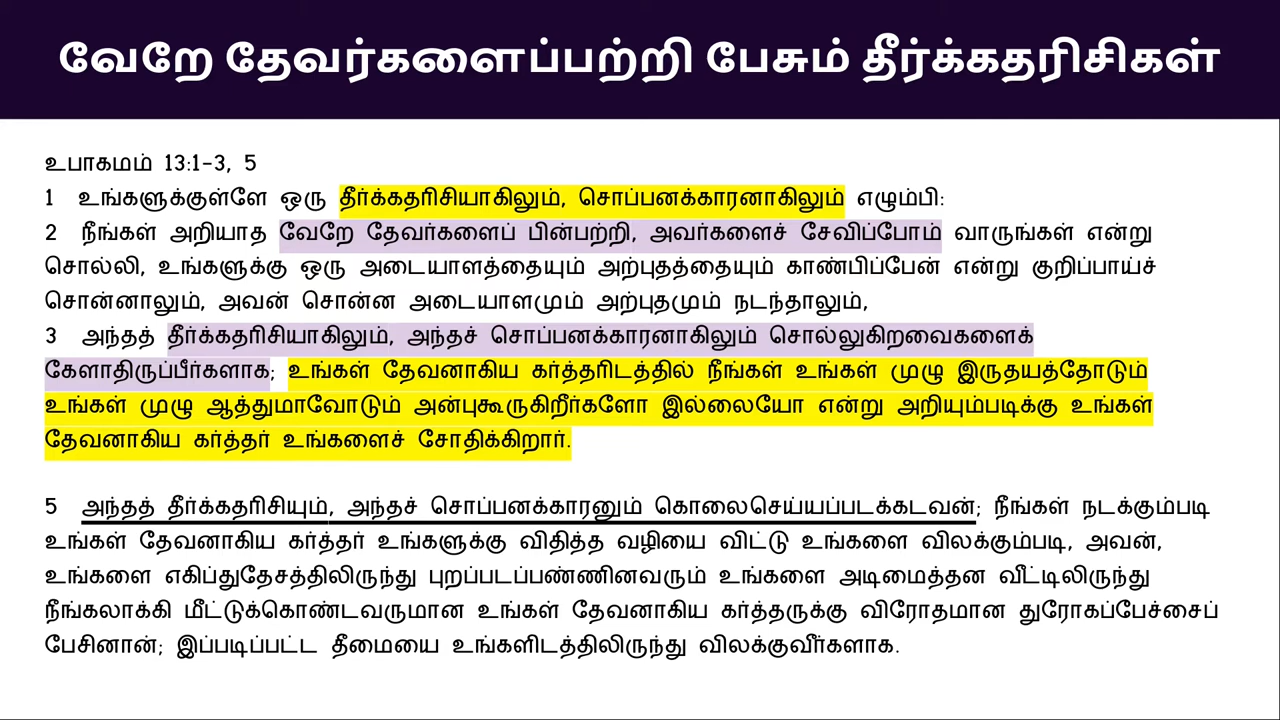 வேறே தேவர்களைப்பற்றி பேசும் தீர்க்கதரிசிகள்
உபாகமம் 13:1-3, 5
1 உங்களுக்குள்ளே ஒரு தீர்க்கதரிசியாகிலும், சொப்பனக்காரனாகிலும் எழும்பி:
2 நீங்கள் அறியாத வேறே தேவர்களைப் பின்பற்றி, அவர்களைச் சேவிப்போம் வாருங்கள் என்று
சொல்லி, உங்களுக்கு ஒரு அடையாளத்தையும் அற்புதத்தையும் காண்பிப்பேன் என்று குறிப்பாய்ச்
சொன்னாலும், அவன் சொன்ன அடையாளமும் அற்புதமும் நடந்தாலும்,
3 அந்தத் தீர்க்கதரிசியாகிலும், அந்தச் சொப்பனக்காரனாகிலும் சொல்லுகிறவைகளைக்
கேளாதிருப்பீர்களாக; உங்கள் தேவனாகிய கர்த்தரிடத்தில் நீங்கள் உங்கள் முழு இருதயத்தோடும்
உங்கள் முழு ஆத்துமாவோடும் அன்புகூருகிறீர்களோ இல்லையோ என்று அறியும்படிக்கு உங்கள்
தேவனாகிய கர்த்தர் உங்களைச் சோதிக்கிறார்.
5 அந்தத் தீர்க்கதரிசியும், அந்தச் சொப்பனக்காரனும் கொலைசெய்யப்படக்கடவன்; நீங்கள் நடக்கும்படி
உங்கள் தேவனாகிய கர்த்தர் உங்களுக்கு விதித்த வழியை விட்டு உங்களை விலக்கும்படி, அவன்,
உங்களை எகிப்துதேசத்திலிருந்து புறப்படப்பண்ணினவரும் உங்களை அடிமைத்தன வீட்டிலிருந்து
நீங்கலாக்கி மீட்டுக்கொண்டவருமான உங்கள் தேவனாகிய கர்த்தருக்கு விரோதமான துரோகப்பேச்சைப்
பேசினான்; இப்படிப்பட்ட தீமையை உங்களிடத்திலிருந்து விலக்குவீர்களாக.